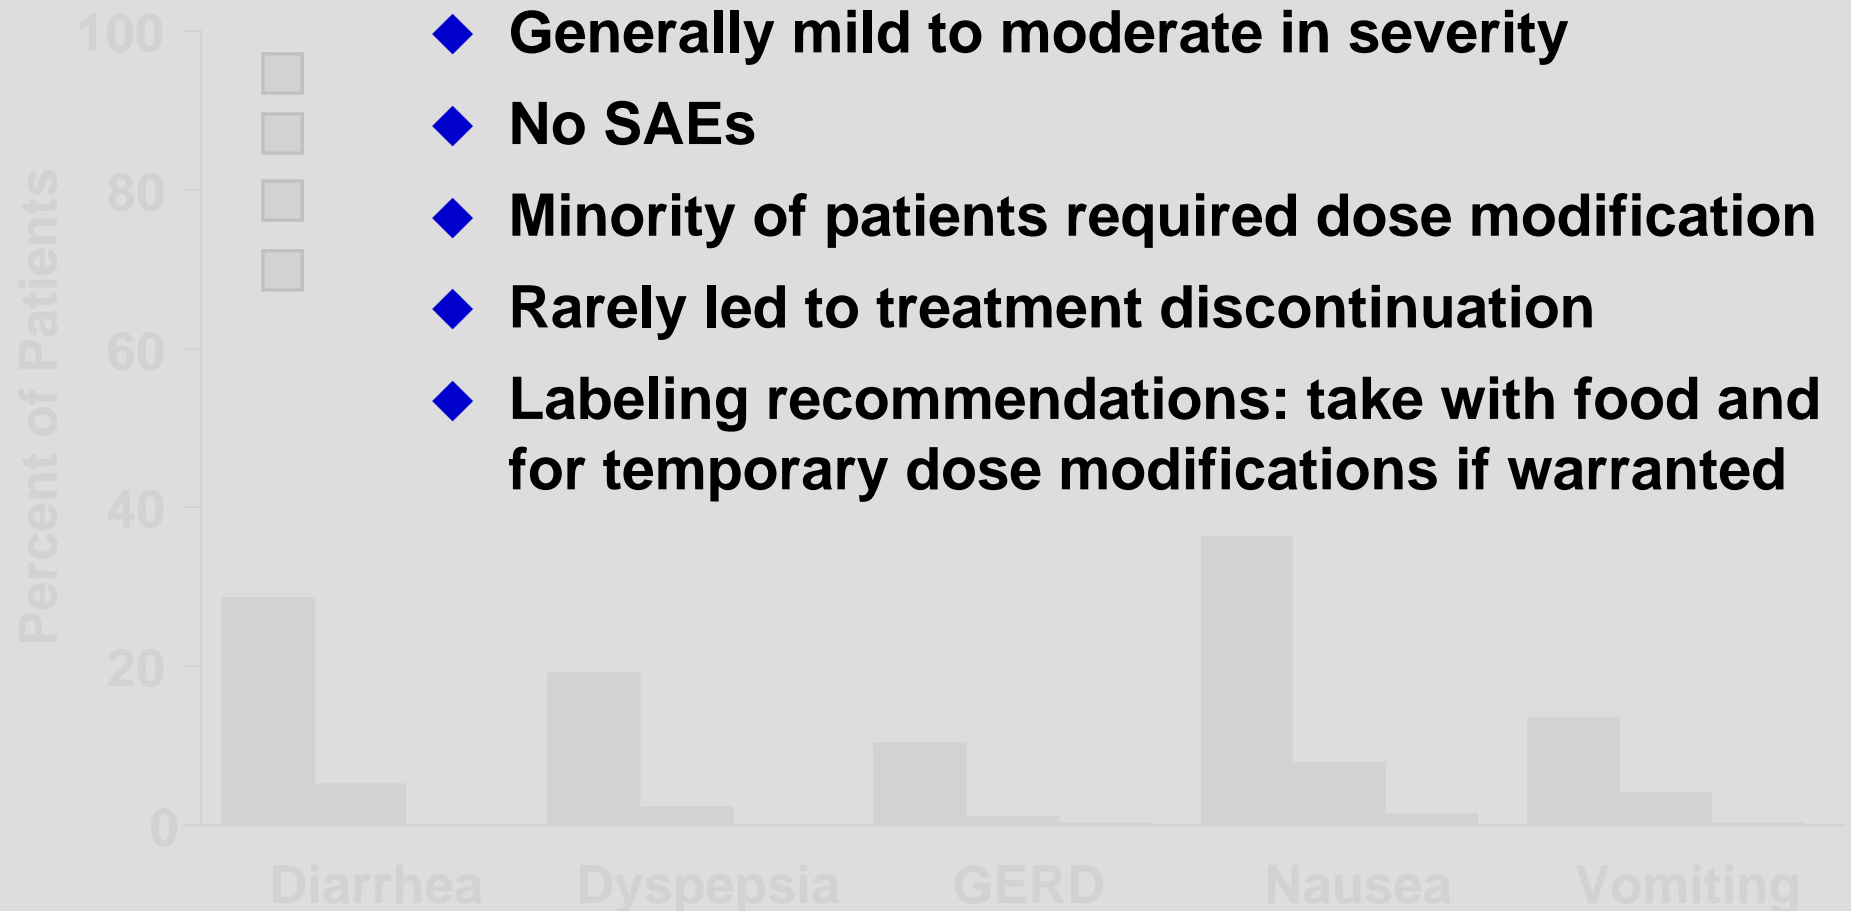 Generally mild to moderate in severity
No SAEs
Minority of patients required dose modification
Rarely led to treatment discontinuation
Labeling recommendations: take with food and
for temporary dose modifications if warranted
Percent of Patients
100
80
60
40
20
0
Diarrhea Dyspepsia GERD Nausea Vomiting